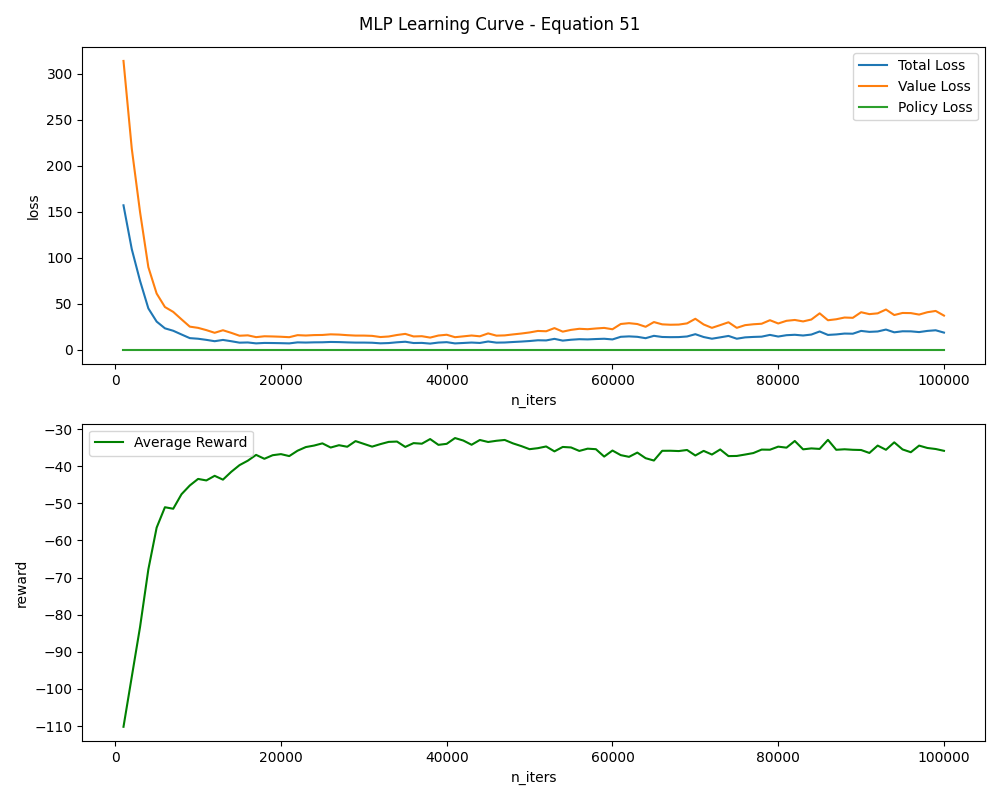 MLP Learning Curve - Equation 51
300
250
200
150
100
50
0
loss
Total Loss
Value Loss
Policy Loss
0 20000 40000 60000 80000 100000
n_iters
−30
−40
−50
−60
−70
−80
−90
−100
−110
reward
Average Reward
0 20000 40000 60000 80000 100000
n_iters